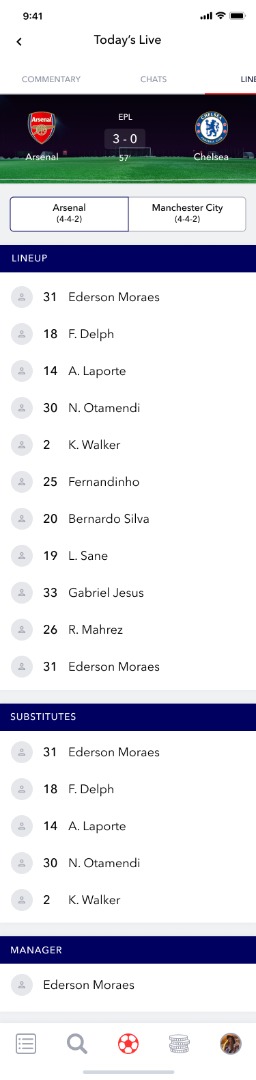 9:41
Today's Live
COMMENTARY CHATS LINE
EPL
Arsenal
3 - 0
Arsenal Chelsea
57'
Arsenal Manchester City
(4-4-2) (4-4-2)
LINEUP
31 Ederson Moraes
18 F. Delph
14 A. Laporte
30 N. Otamendi
2 K. Walker
25 Fernandinho
20 Bernardo Silva
19 L. Sane
33 Gabriel Jesus
26 R. Mahrez
31 Ederson Moraes
SUBSTITUTES
31 Ederson Moraes
18 F. Delph
14 A. Laporte
30 N. Otamendi
2 K. Walker
MANAGER
Ederson Moraes